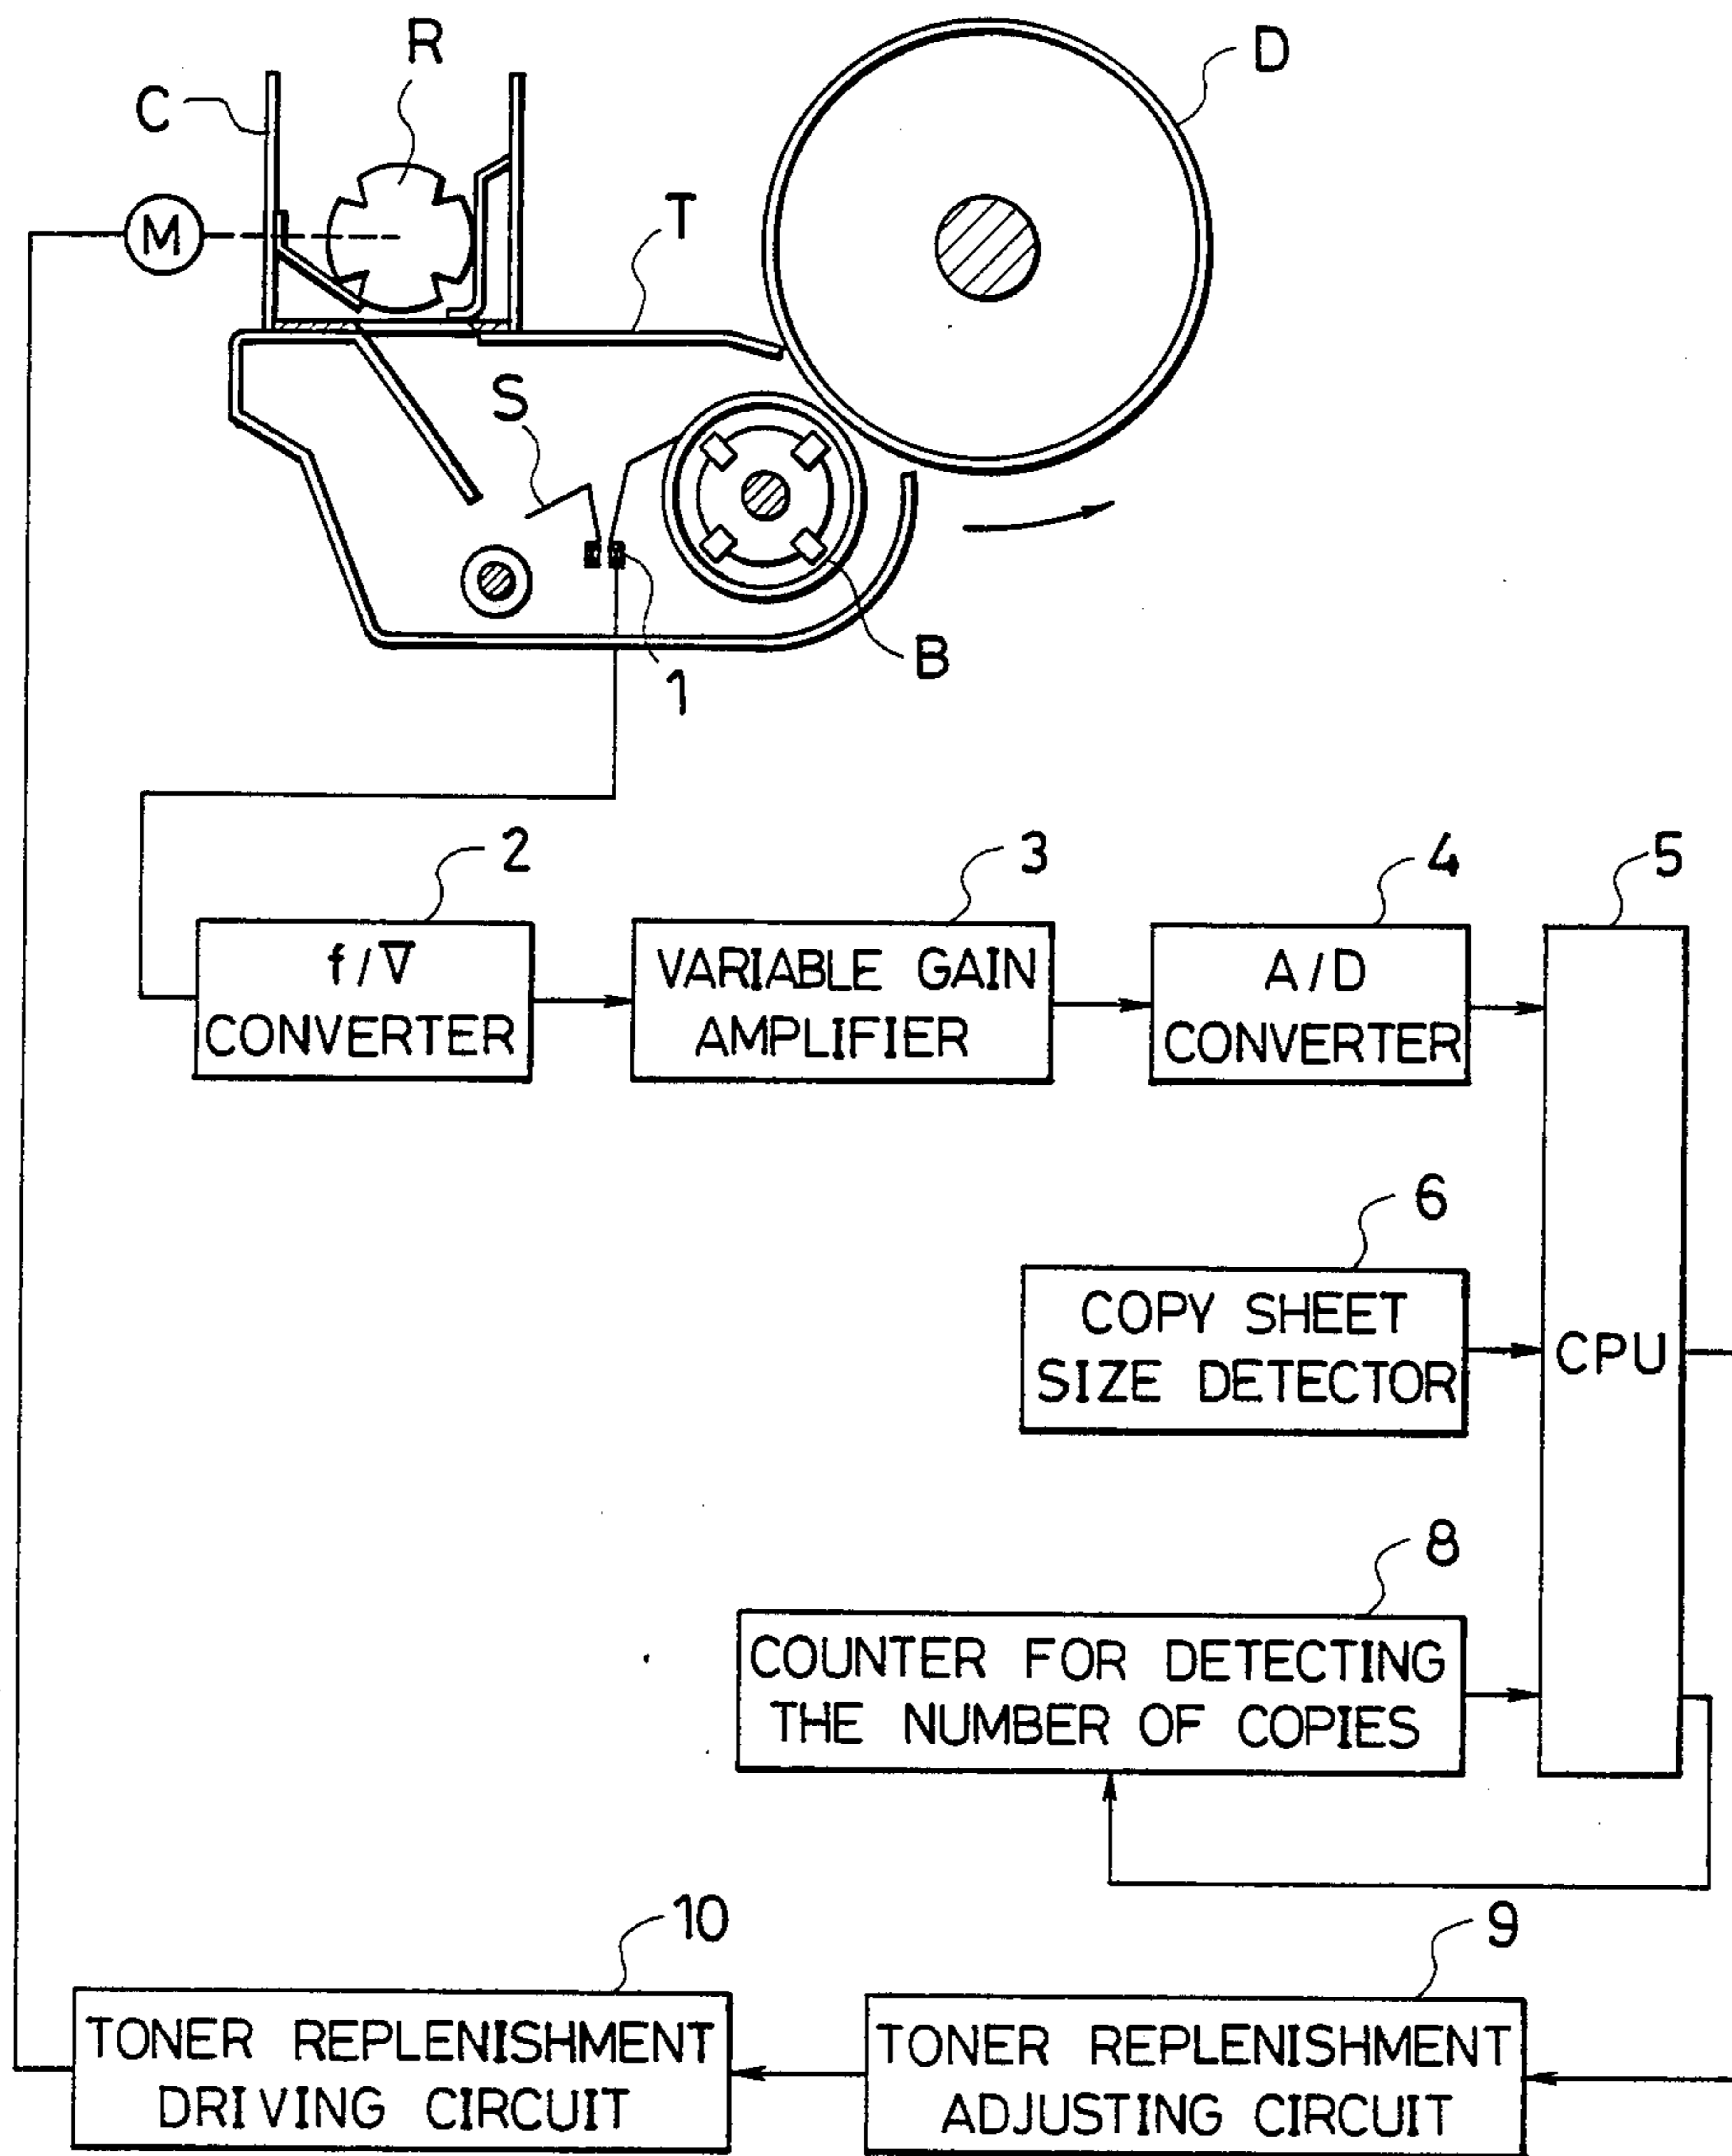 R
D
C
M
T
S
B
1
2
3
4
5
f/V̅
CONVERTER
VARIABLE GAIN
AMPLIFIER
A/D
CONVERTER
6
COPY SHEET
SIZE DETECTOR
CPU
8
COUNTER FOR DETECTING
THE NUMBER OF COPIES
10
9
TONER REPLENISHMENT
DRIVING CIRCUIT
TONER REPLENISHMENT
ADJUSTING CIRCUIT